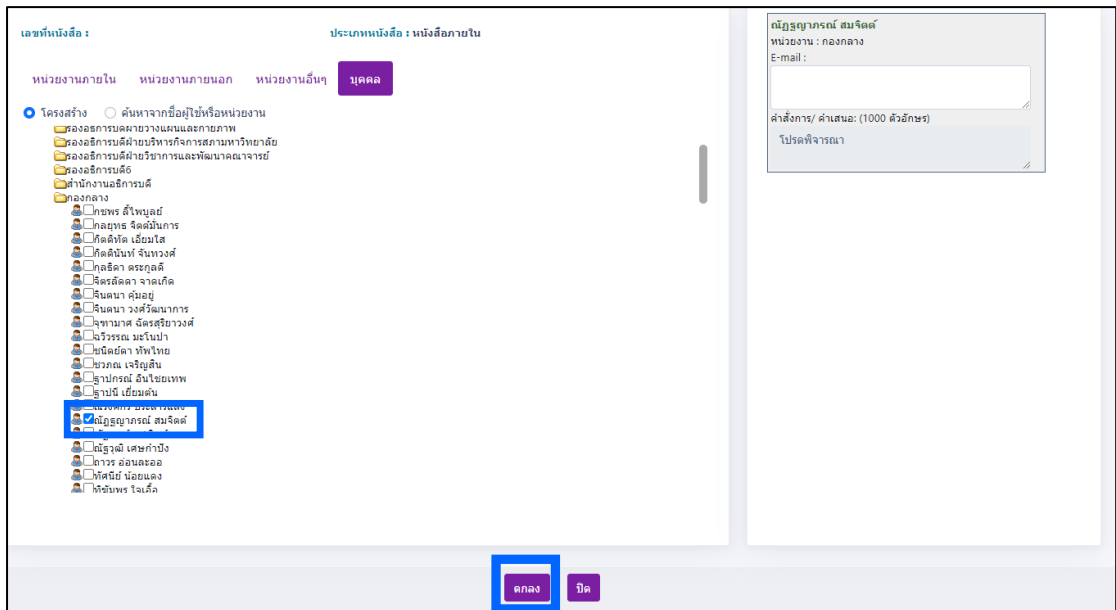 เลขที่หนังสือ :
ประเภทหนังสือ : หนังสือภายใน
หน่วยงานภายใน หน่วยงานภายนอก หน่วยงานอื่นๆ บุคคล
โครงสร้าง ค้นหาจากชื่อผู้ใช้หรือหน่วยงาน
รองอธิการบดีฝ่ายวางแผนและกายภาพ
รองอธิการบดีฝ่ายบริหารกิจการสภามหาวิทยาลัย
รองอธิการบดีฝ่ายวิชาการและพัฒนาคณาจารย์
รองอธิการบดี6
สำนักงานอธิการบดี
กองกลาง
กชพร ลิ้ไพบูลย์
กลยุทธ จิตต์มั่นการ
กิตติทัต เอี่ยมใส
กิตตินันท์ จันทวงศ์
กุลธิดา ตระกูลดี
จิตรลัดดา จาดเกิด
จินตนา คุ้มอยู่
จินตนา วงศ์วัฒนาการ
จุฑามาศ ฉัตรสุริยาวงศ์
ฉวีวรรณ มะโนปา
ชนิตย์ดา ทัพไทย
ชวภณ เจริญสิน
ฐาปกรณ์ อินไชยเทพ
ฐาปนี เยี่ยมต้น
ณัฏฐญาภรณ์ สมจิตต์
ณัฐวุฒิ เศษกำปัง
ถาวร อ่อนละออ
ทัศนีย์ น้อยแดง
ทิฆัมพร ใจเอื้อ
ณัฏฐญาภรณ์ สมจิตต์
หน่วยงาน : กองกลาง
E-mail :
คำสั่งการ/ คำเสนอ: (1000 ตัวอักษร)
โปรดพิจารณา
ตกลง ปิด